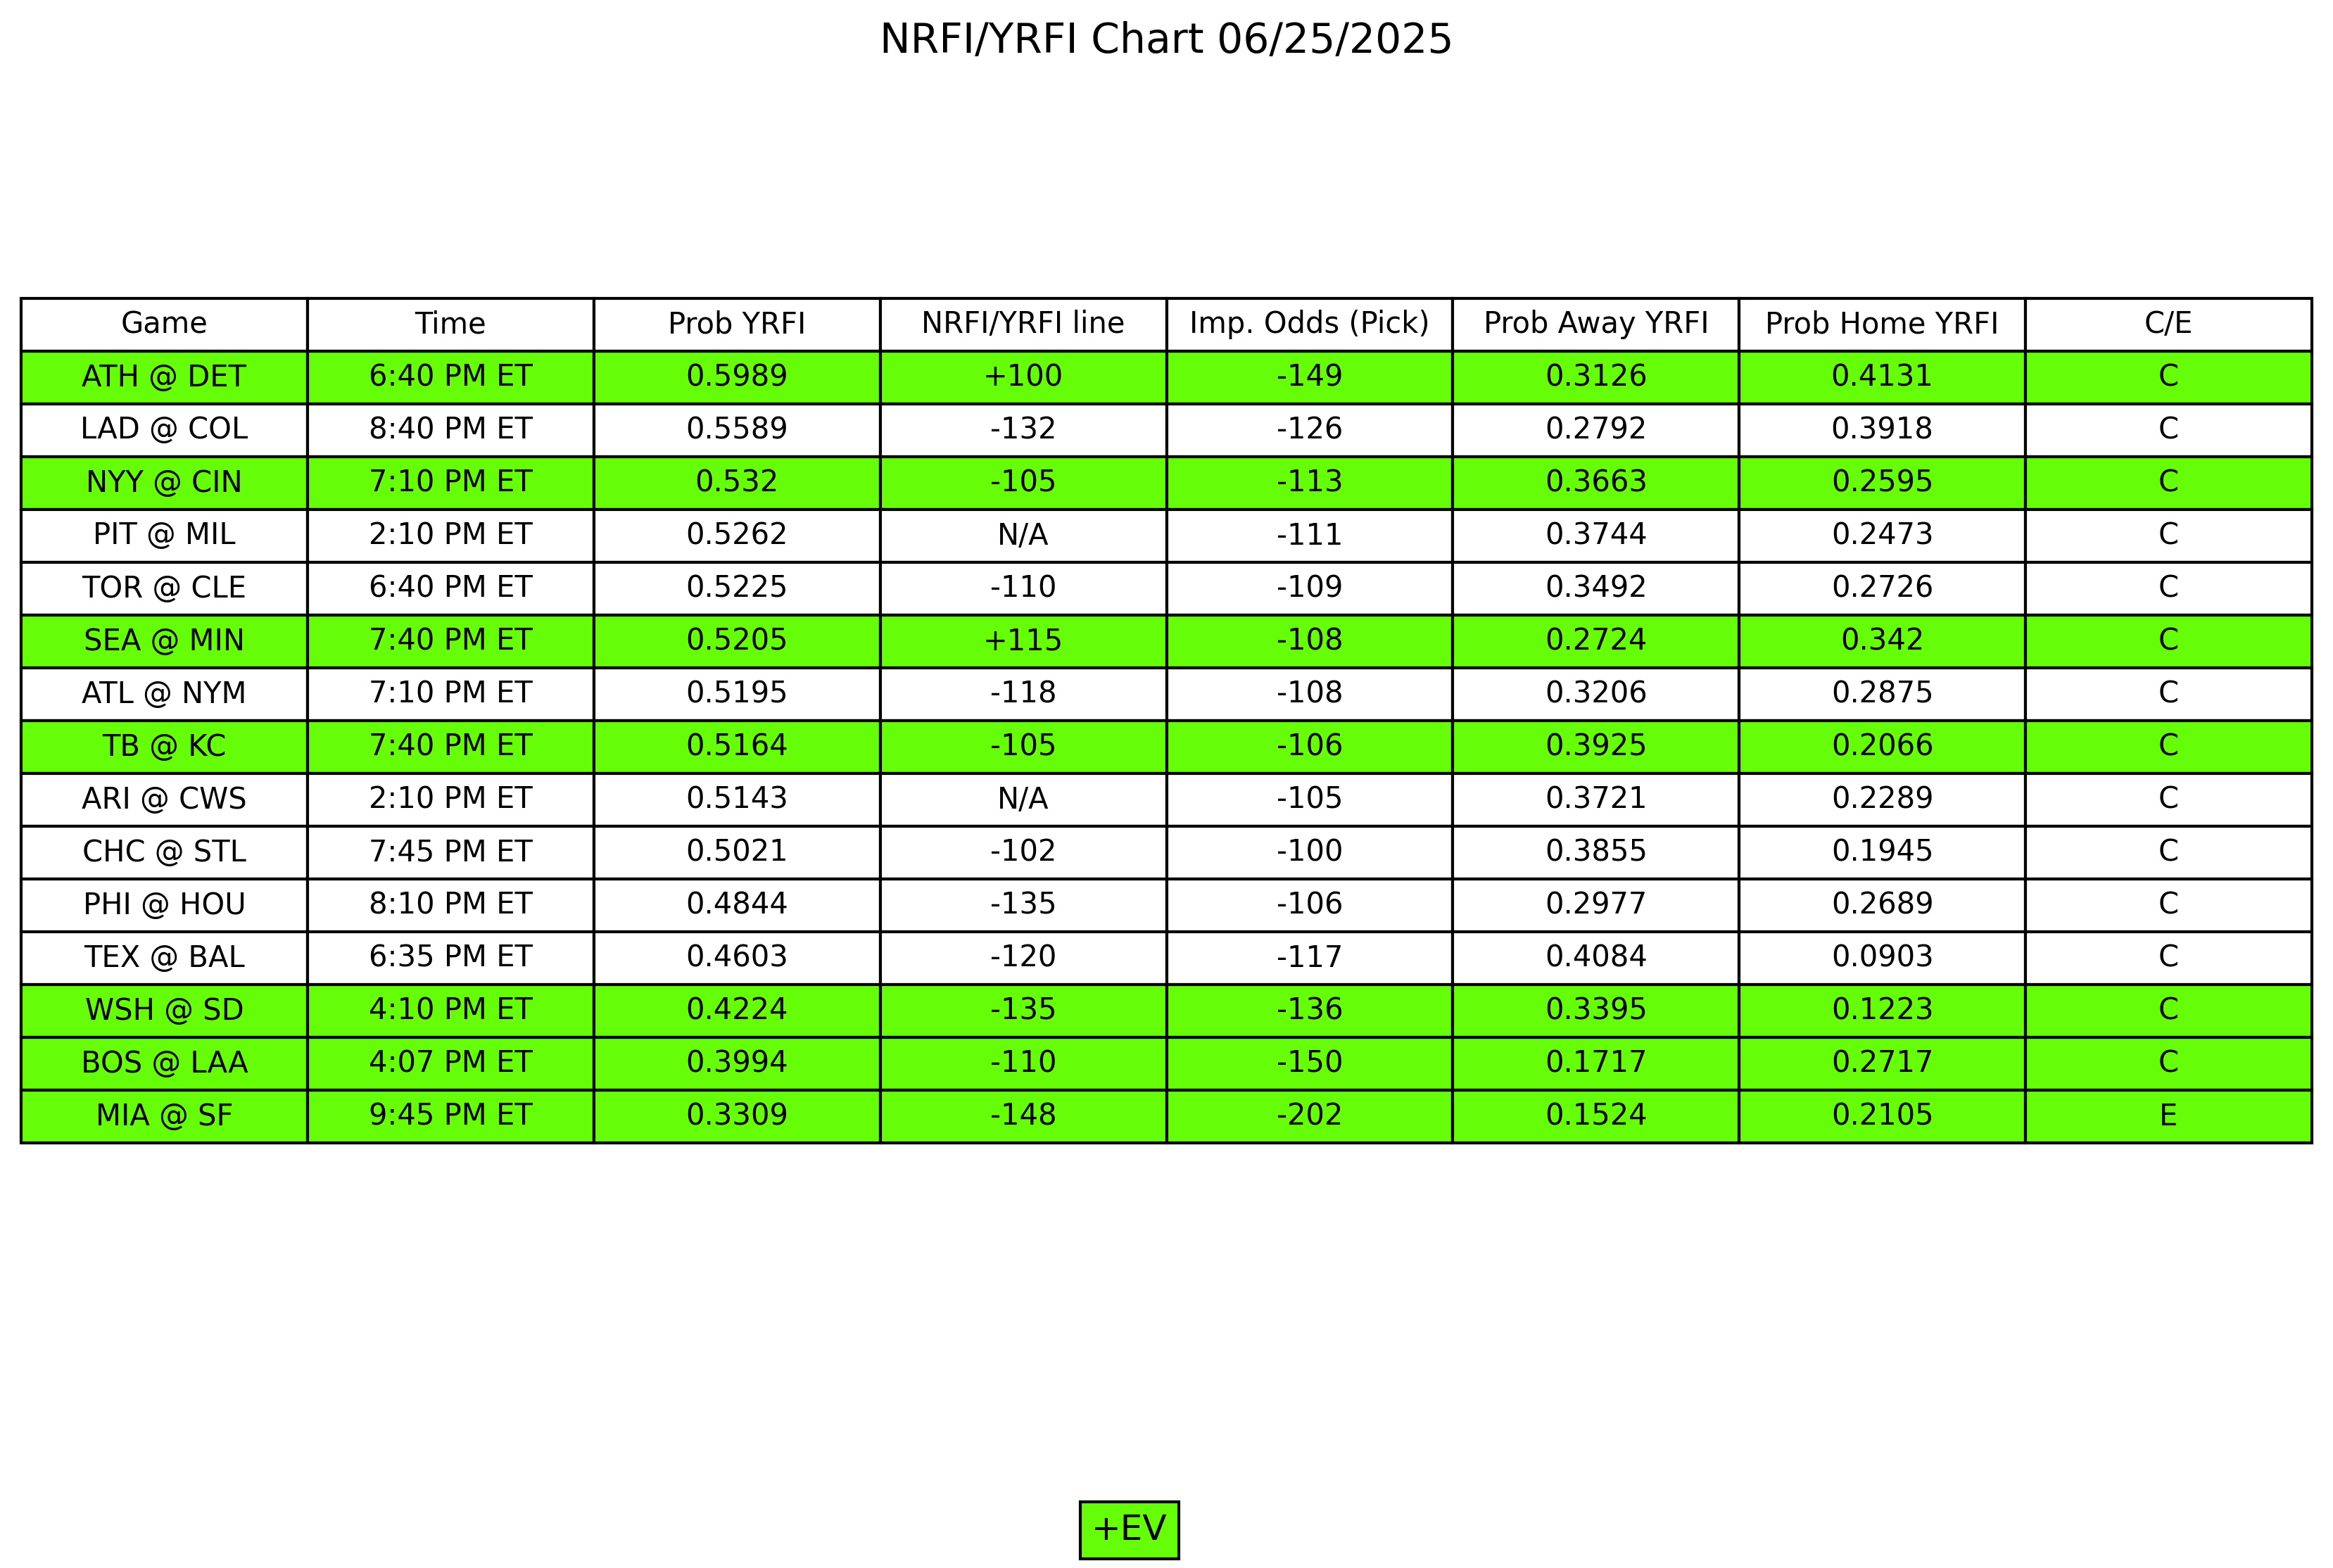 NRFI/YRFI Chart 06/25/2025
Game Time Prob YRFI NRFI/YRFI line Imp. Odds (Pick) Prob Away YRFI Prob Home YRFI C/E
ATH @ DET 6:40 PM ET 0.5989 +100 -149 0.3126 0.4131 C
LAD @ COL 8:40 PM ET 0.5589 -132 -126 0.2792 0.3918 C
NYY @ CIN 7:10 PM ET 0.532 -105 -113 0.3663 0.2595 C
PIT @ MIL 2:10 PM ET 0.5262 N/A -111 0.3744 0.2473 C
TOR @ CLE 6:40 PM ET 0.5225 -110 -109 0.3492 0.2726 C
SEA @ MIN 7:40 PM ET 0.5205 +115 -108 0.2724 0.342 C
ATL @ NYM 7:10 PM ET 0.5195 -118 -108 0.3206 0.2875 C
TB @ KC 7:40 PM ET 0.5164 -105 -106 0.3925 0.2066 C
ARI @ CWS 2:10 PM ET 0.5143 N/A -105 0.3721 0.2289 C
CHC @ STL 7:45 PM ET 0.5021 -102 -100 0.3855 0.1945 C
PHI @ HOU 8:10 PM ET 0.4844 -135 -106 0.2977 0.2689 C
TEX @ BAL 6:35 PM ET 0.4603 -120 -117 0.4084 0.0903 C
WSH @ SD 4:10 PM ET 0.4224 -135 -136 0.3395 0.1223 C
BOS @ LAA 4:07 PM ET 0.3994 -110 -150 0.1717 0.2717 C
MIA @ SF 9:45 PM ET 0.3309 -148 -202 0.1524 0.2105 E
+EV